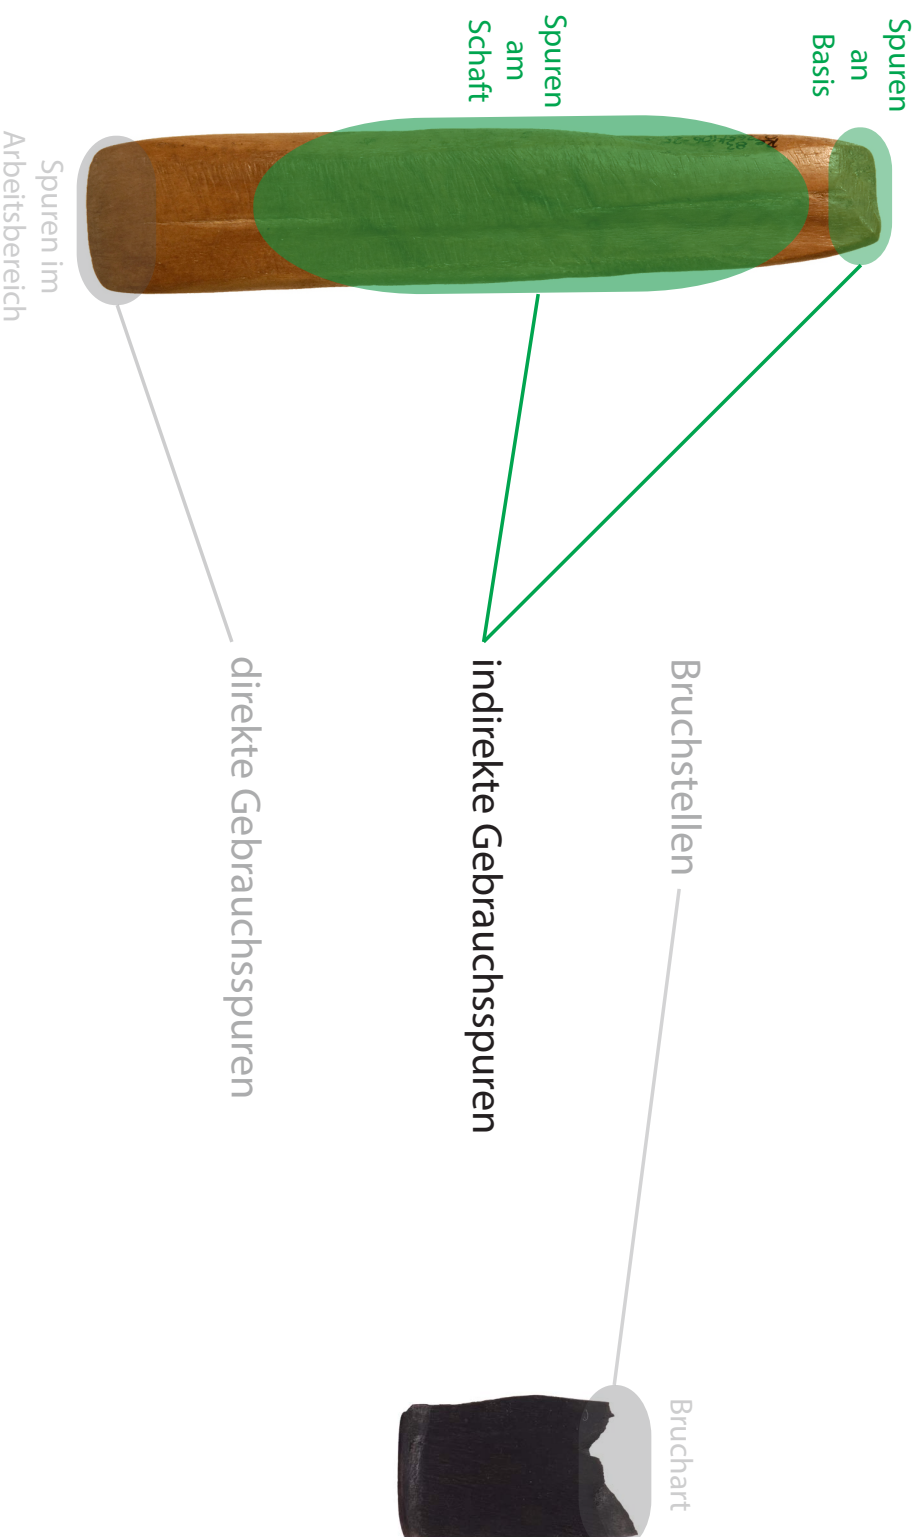 Spuren
an
Basis
Spuren
am
Schaft
Spuren im
Arbeitsbereich
Bruchstellen
indirekte Gebrauchsspuren
direkte Gebrauchsspuren
Bruchart